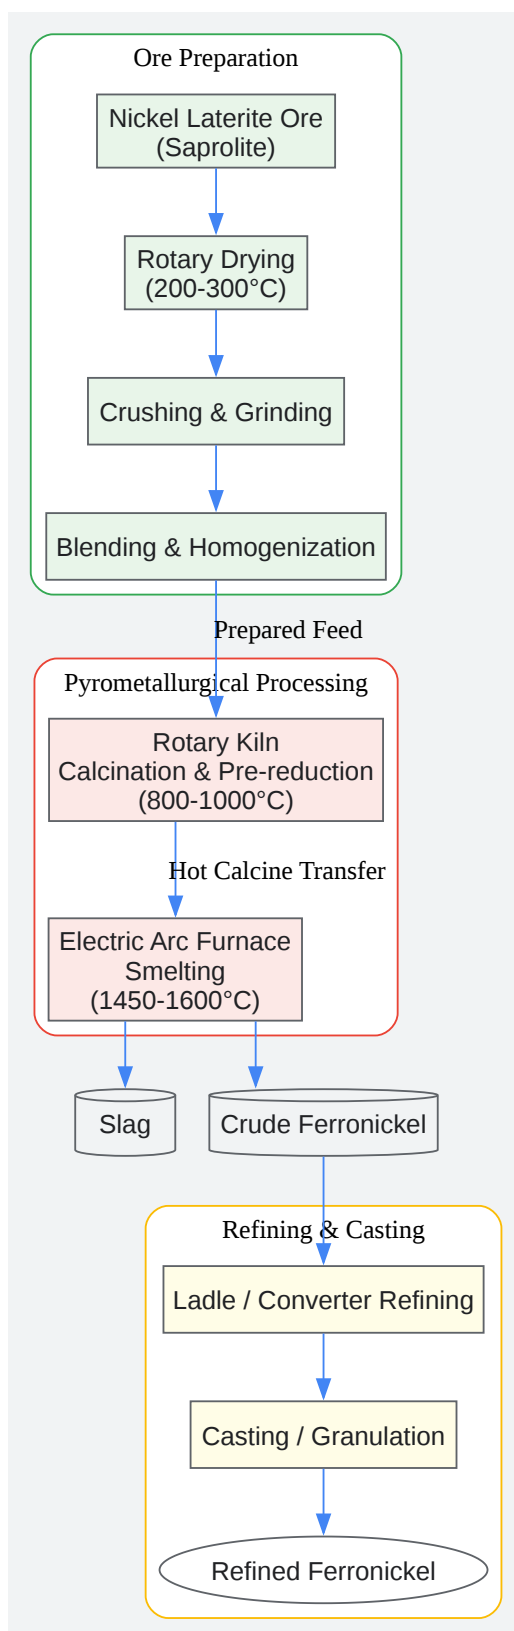 Ore Preparation
Nickel Laterite Ore
(Saprolite)
Rotary Drying
(200-300°C)
Crushing & Grinding
Blending & Homogenization
Prepared Feed
Pyrometallurgical Processing
Rotary Kiln
Calcination & Pre-reduction
(800-1000°C)
Hot Calcine Transfer
Electric Arc Furnace
Smelting
(1450-1600°C)
Slag
Crude Ferronickel
Refining & Casting
Ladle / Converter Refining
Casting / Granulation
Refined Ferronickel